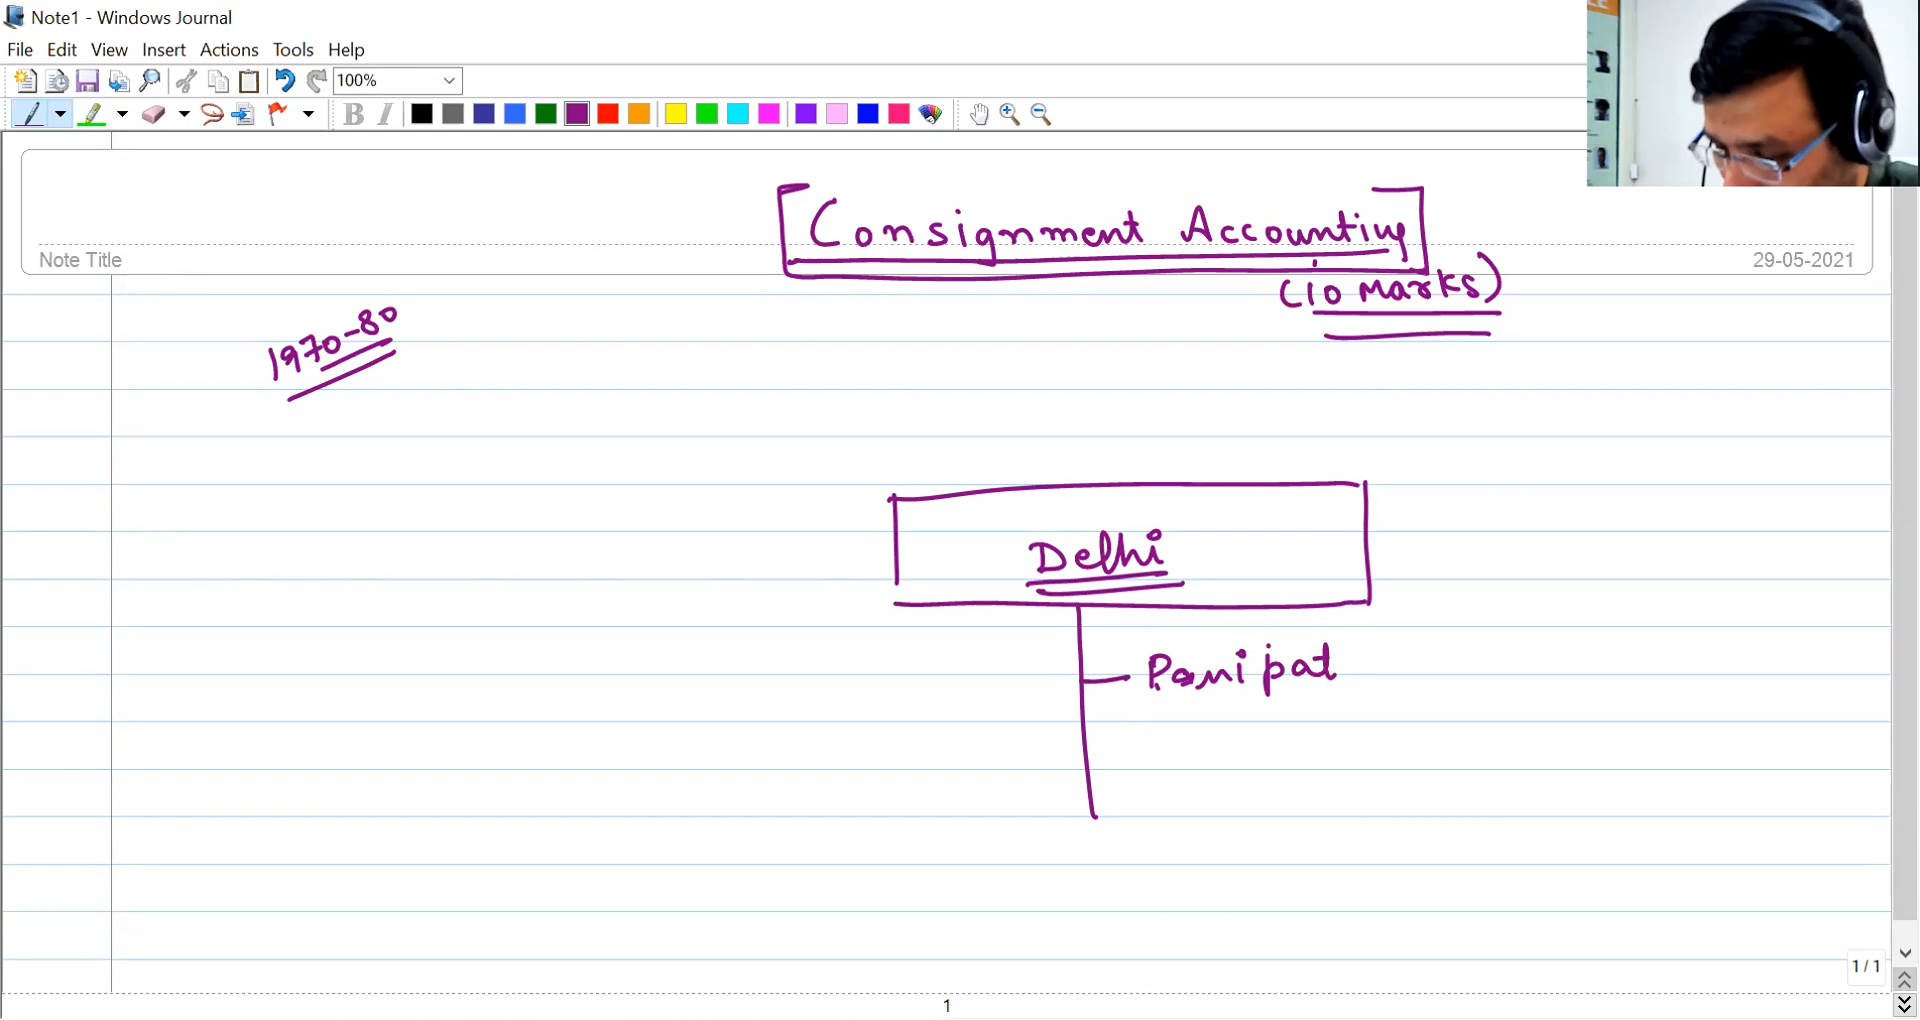 Note1 - Windows Journal
File Edit View Insert Actions Tools Help
100%
B I
Consignment Accounting
Note Title
29-05-2021
(10 Marks)
1970-80
Delhi
Panipat
1 / 1
1